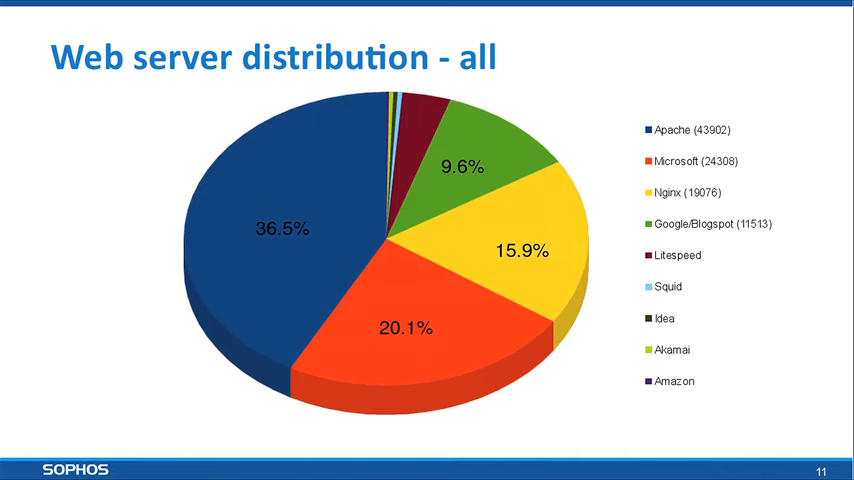 Web server distribution - all
36.5%
9.6%
15.9%
20.1%
Apache (43902)
Microsoft (24308)
Nginx (19076)
Google/Blogspot (11513)
Litespeed
Squid
Idea
Akamai
Amazon
SOPHOS
11